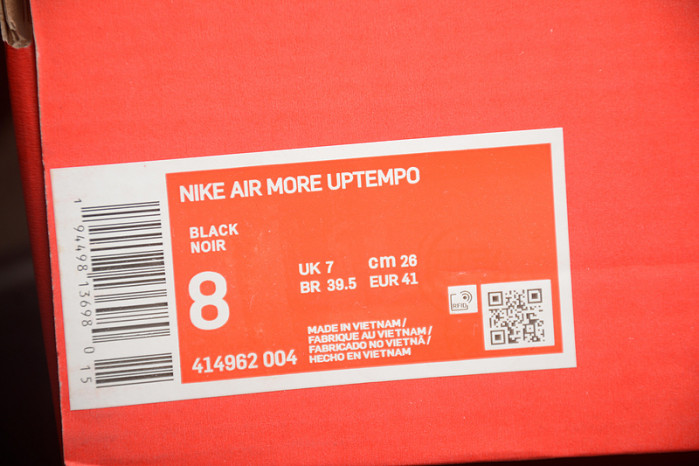 NIKE AIR MORE UPTEMPO
BLACK
NOIR
8
UK 7 cm 26
BR 39.5 EUR 41
414962 004
MADE IN VIETNAM /
FABRIQUE AU VIETNAM /
FABRICADO NO VIETNÃ /
HECHO EN VIETNAM
RFID
1 94498 13698 0 15